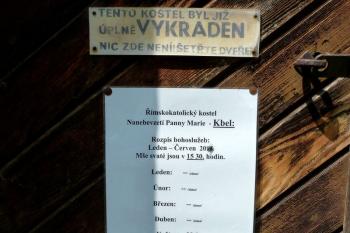 TENTO KOSTEL BYL JIŽ
ÚPLNĚ VYKRADEN
NIC ZDE NENÍ! ŠETŘTE DVEŘE
Římskokatolický kostel
Nanebevzetí Panny Marie - Kbel:
Rozpis bohoslužeb:
Leden – Červen
Mše svaté jsou v 15 30. hodin.
Leden:
Únor:
Březen:
Duben: